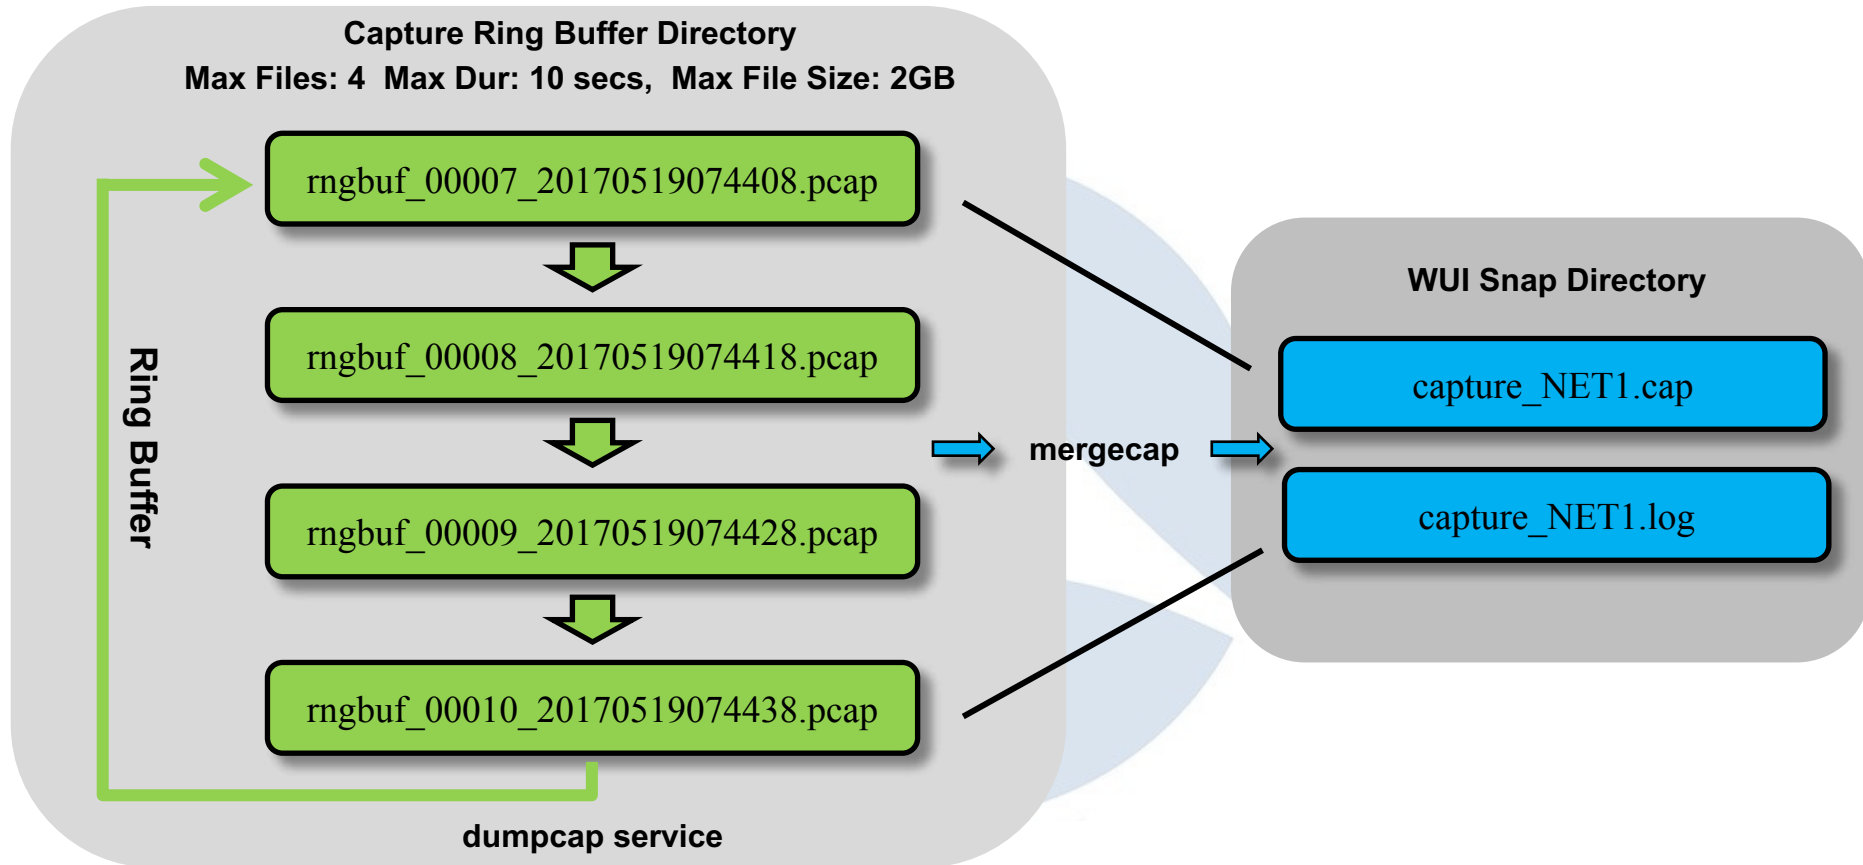 Capture Ring Buffer Directory
Max Files: 4  Max Dur: 10 secs,  Max File Size: 2GB
rngbuf_00007_20170519074408.pcap
rngbuf_00008_20170519074418.pcap
rngbuf_00009_20170519074428.pcap
rngbuf_00010_20170519074438.pcap
Ring Buffer
dumpcap service
mergecap
WUI Snap Directory
capture_NET1.cap
capture_NET1.log